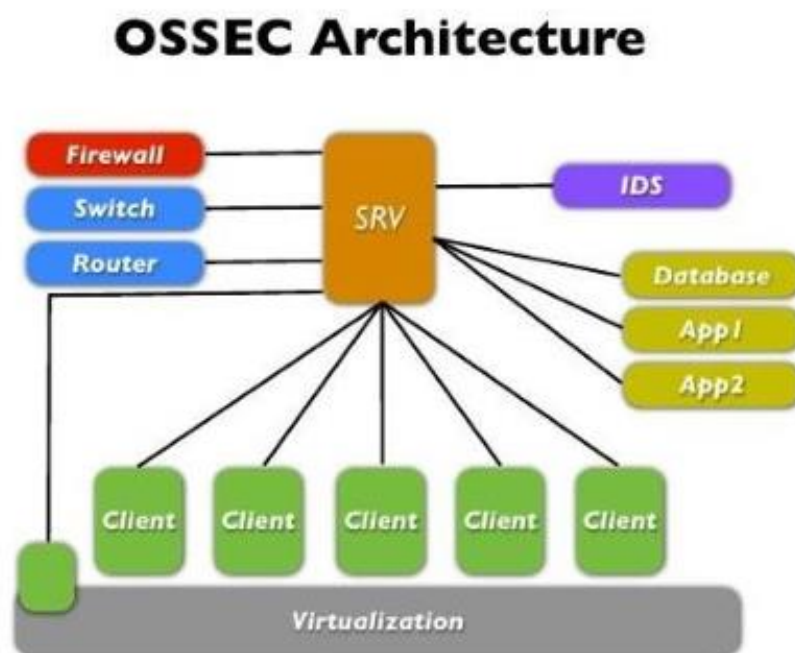 OSSEC Architecture
Firewall
Switch
Router
SRV
IDS
Database
App1
App2
Client Client Client Client Client
Virtualization